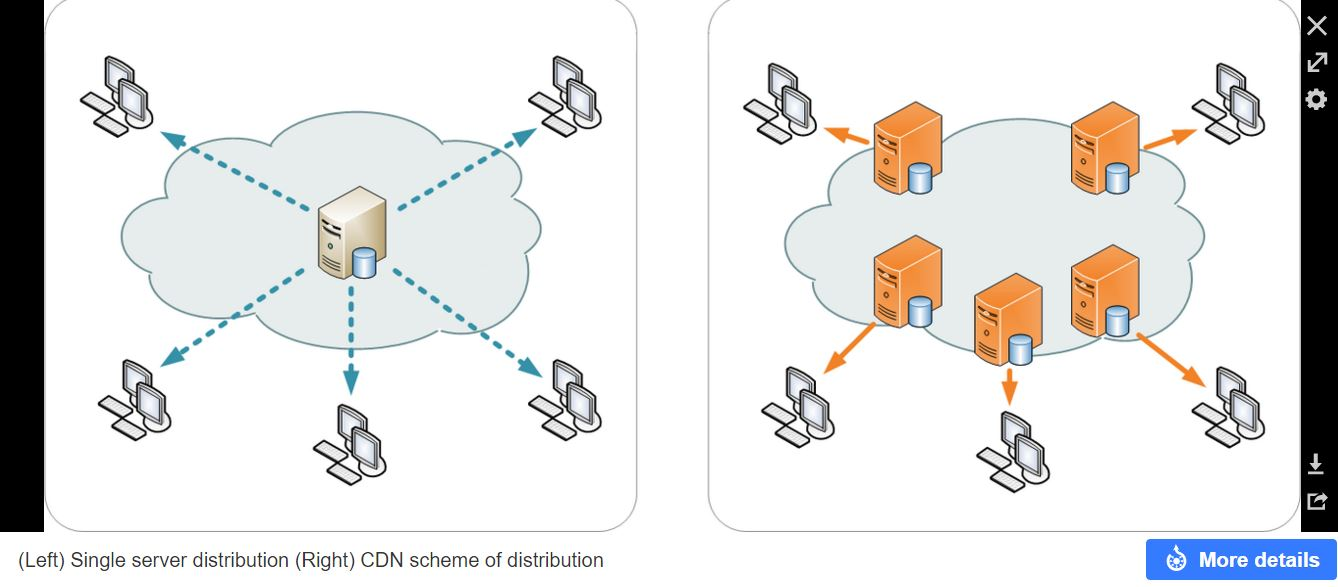 (Left) Single server distribution (Right) CDN scheme of distribution
More details